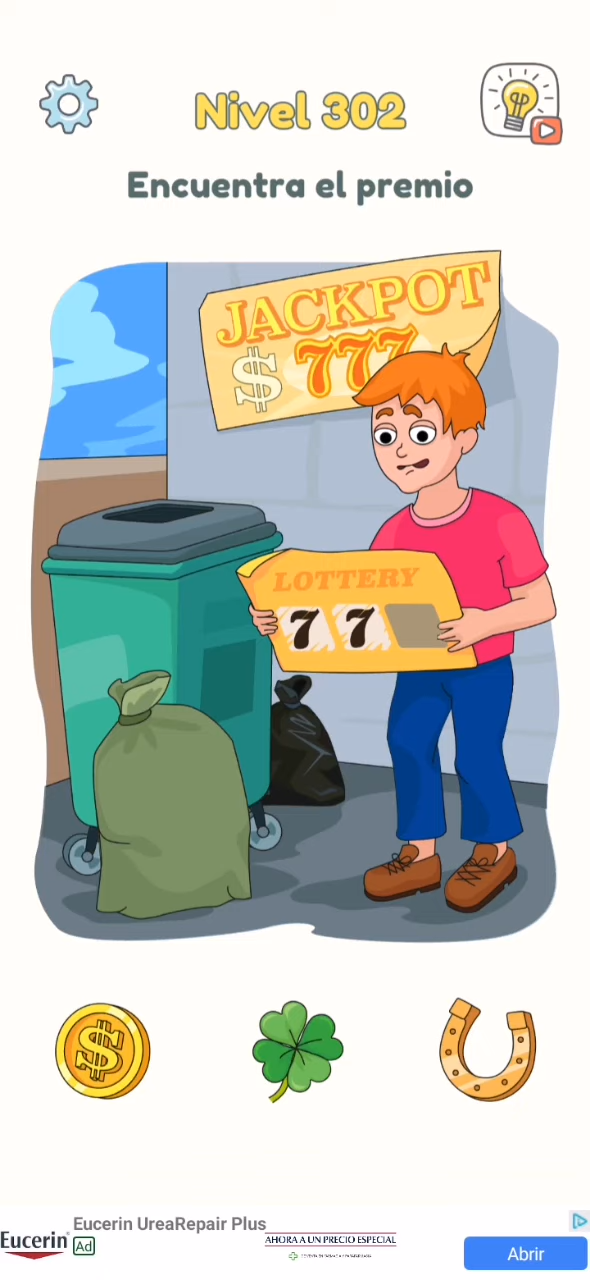 Nivel 302
Encuentra el premio
JACKPOT
$ 777
LOTTERY
7 7
$
Eucerin UreaRepair Plus
Eucerin
Ad
AHORA A UN PRECIO ESPECIAL
Abrir